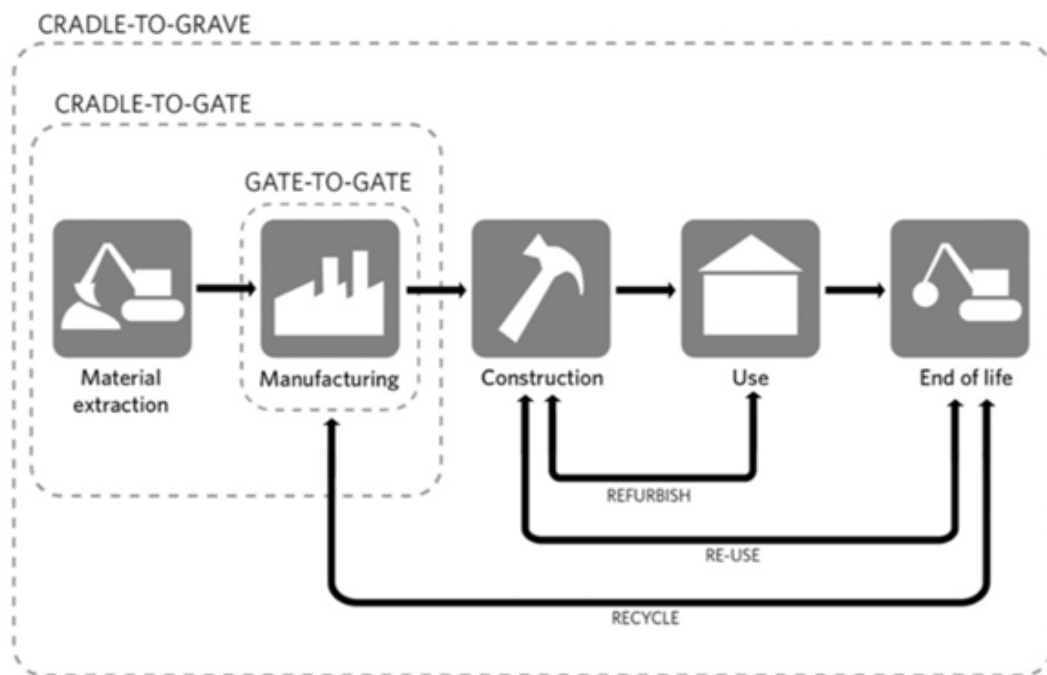 CRADLE-TO-GRAVE
CRADLE-TO-GATE
GATE-TO-GATE
Material
extraction
Manufacturing
Construction
Use
End of life
REFURBISH
RE-USE
RECYCLE